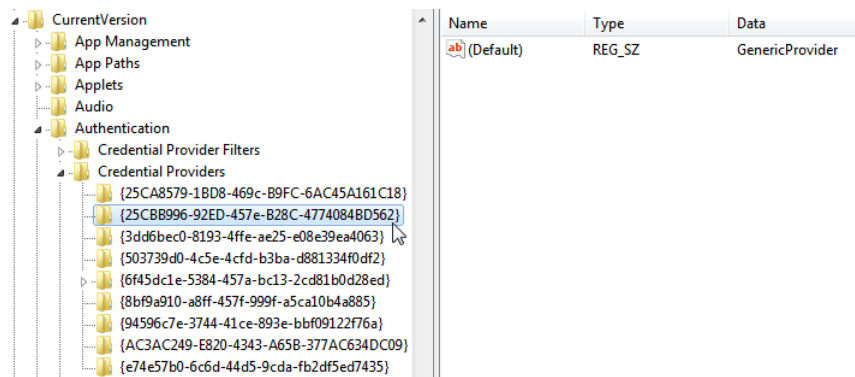 CurrentVersion
App Management
App Paths
Applets
Audio
Authentication
Credential Provider Filters
Credential Providers
{25CA8579-1BD8-469c-B9FC-6AC45A161C18}
{25CBB996-92ED-457e-B28C-4774084BD562}
{3dd6bec0-8193-4ffe-ae25-e08e39ea4063}
{503739d0-4c5e-4cfd-b3ba-d881334f0df2}
{6f45dc1e-5384-457a-bc13-2cd81b0d28ed}
{8bf9a910-a8ff-457f-999f-a5ca10b4a885}
{94596c7e-3744-41ce-893e-bbf09122f76a}
{AC3AC249-E820-4343-A65B-377AC634DC09}
{e74e57b0-6c6d-44d5-9cda-fb2df5ed7435}
Name Type Data
ab (Default) REG_SZ GenericProvider